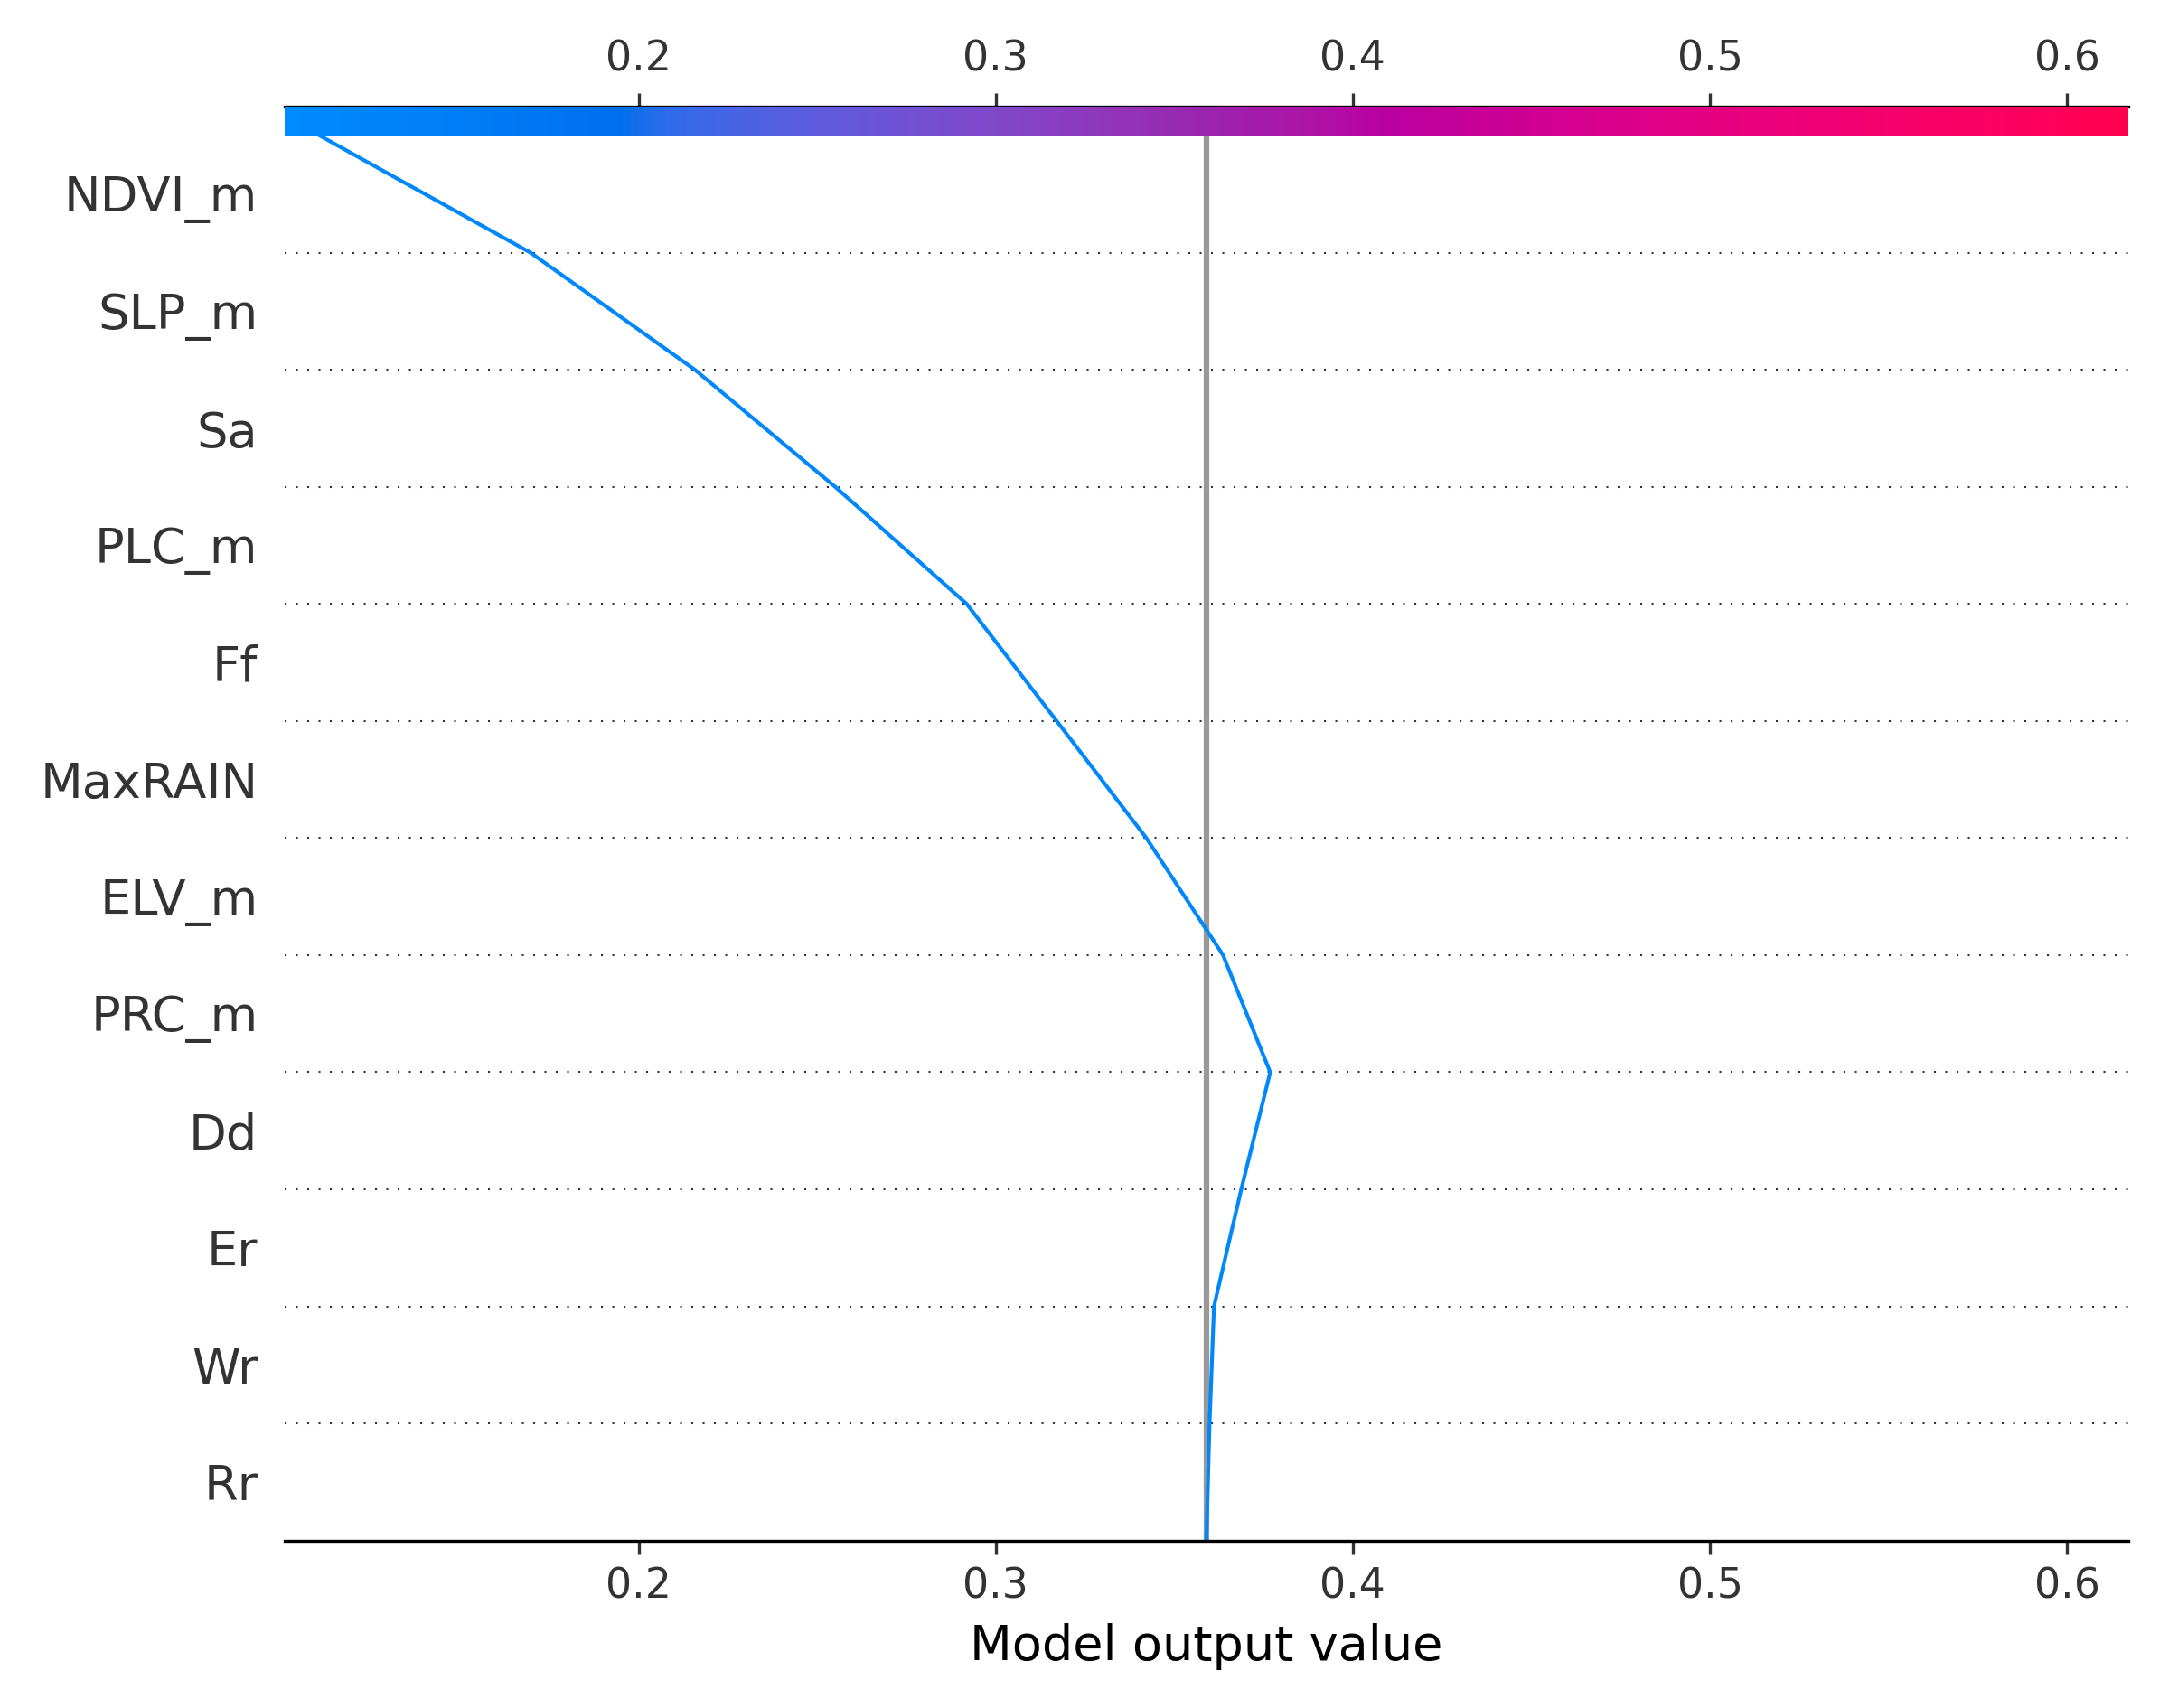 0.2 0.3 0.4 0.5 0.6
NDVI_m
SLP_m
Sa
PLC_m
Ff
MaxRAIN
ELV_m
PRC_m
Dd
Er
Wr
Rr
0.2 0.3 0.4 0.5 0.6
Model output value